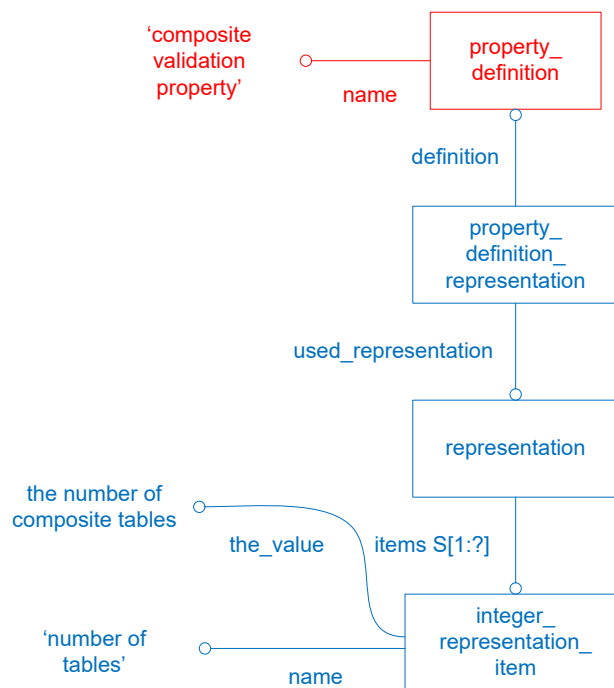 ‘composite
validation
property’
name
property_
definition
definition
property_
definition_
representation
used_representation
representation
the number of
composite tables
the_value
items S[1:?]
integer_
representation_
item
‘number of
tables’
name